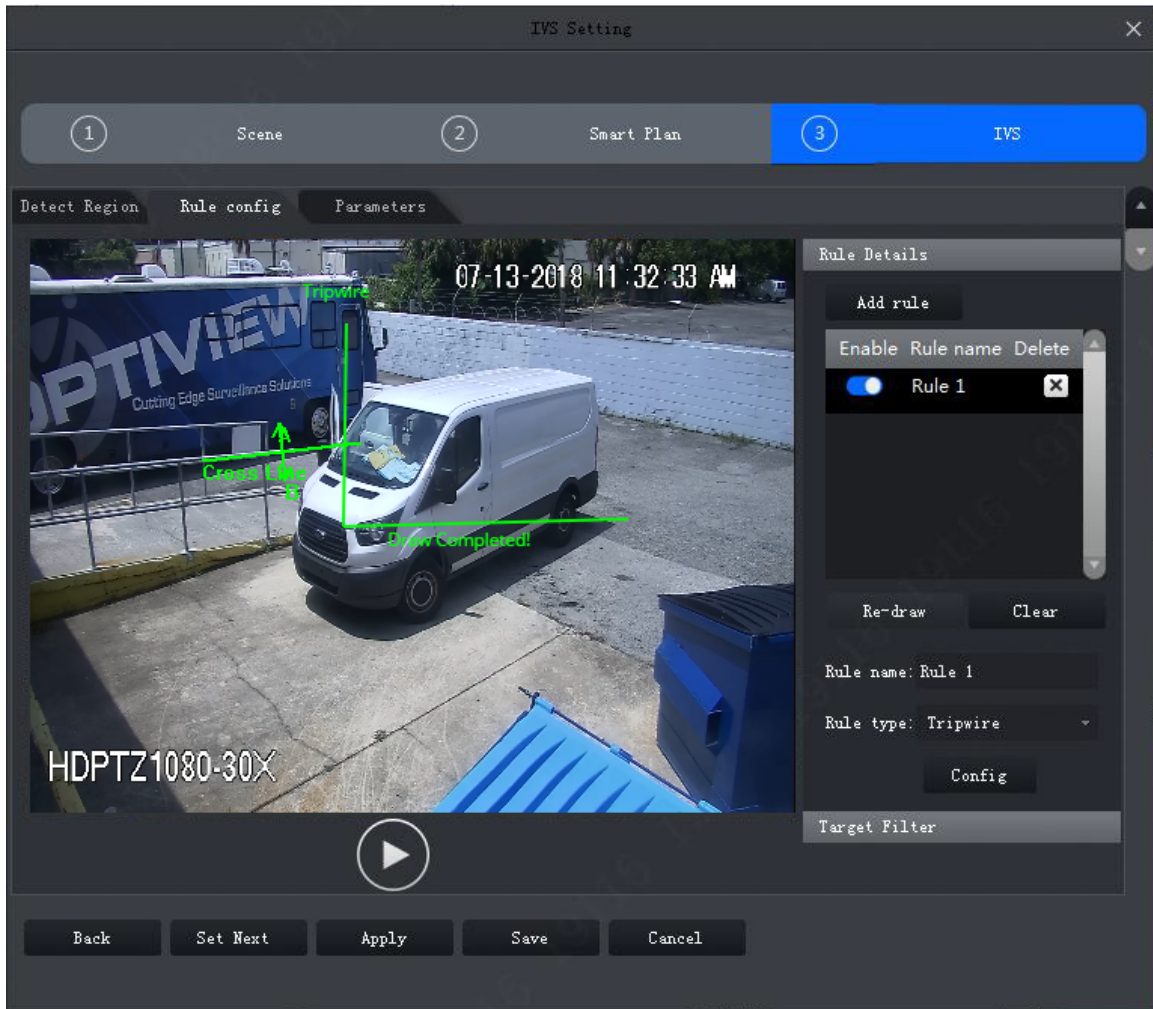 IVS Setting
1 Scene 2 Smart Plan 3 IVS
Detect Region Rule config Parameters
07-13-2018 11:32:33 AM
Tripwire
OPTIVIEW
Cutting Edge Surveillance Solutions
Cross Line
B
Draw Completed!
HDPTZ1080-30X
Rule Details
Add rule
Enable Rule name Delete
Rule 1
Re-draw Clear
Rule name: Rule 1
Rule type: Tripwire
Config
Target Filter
Back Set Next Apply Save Cancel